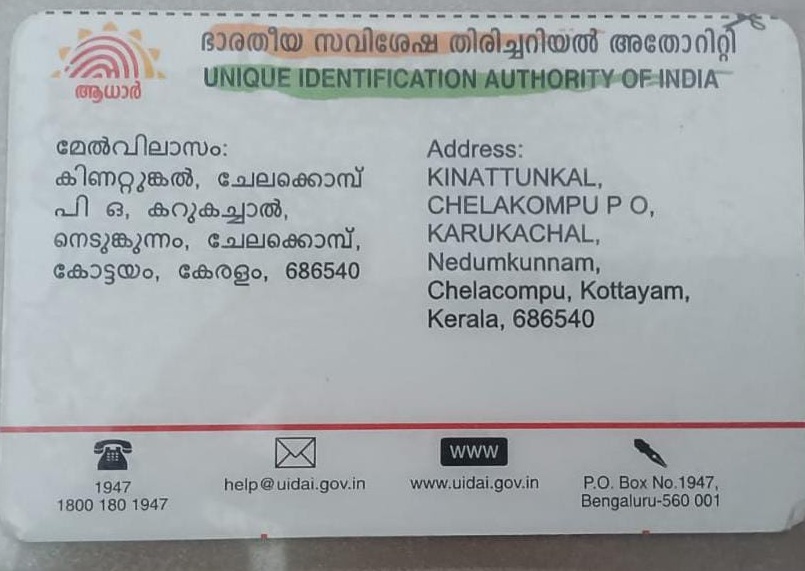 ഭാരതീയ സവിശേഷ തിരിച്ചറിയൽ അതോറിറ്റി
UNIQUE IDENTIFICATION AUTHORITY OF INDIA
ആധാർ
മേൽവിലാസം:
കിണറ്റുങ്കൽ, ചേലക്കൊമ്പ്
പി ഒ, കറുകച്ചാൽ,
നെടുങ്കുന്നം, ചേലക്കൊമ്പ്,
കോട്ടയം, കേരളം, 686540
Address:
KINATTUNKAL,
CHELAKOMPU P O,
KARUKACHAL,
Nedumkunnam,
Chelacompu, Kottayam,
Kerala, 686540
1947
1800 180 1947
help@uidai.gov.in
www
www.uidai.gov.in
P.O. Box No.1947,
Bengaluru-560 001